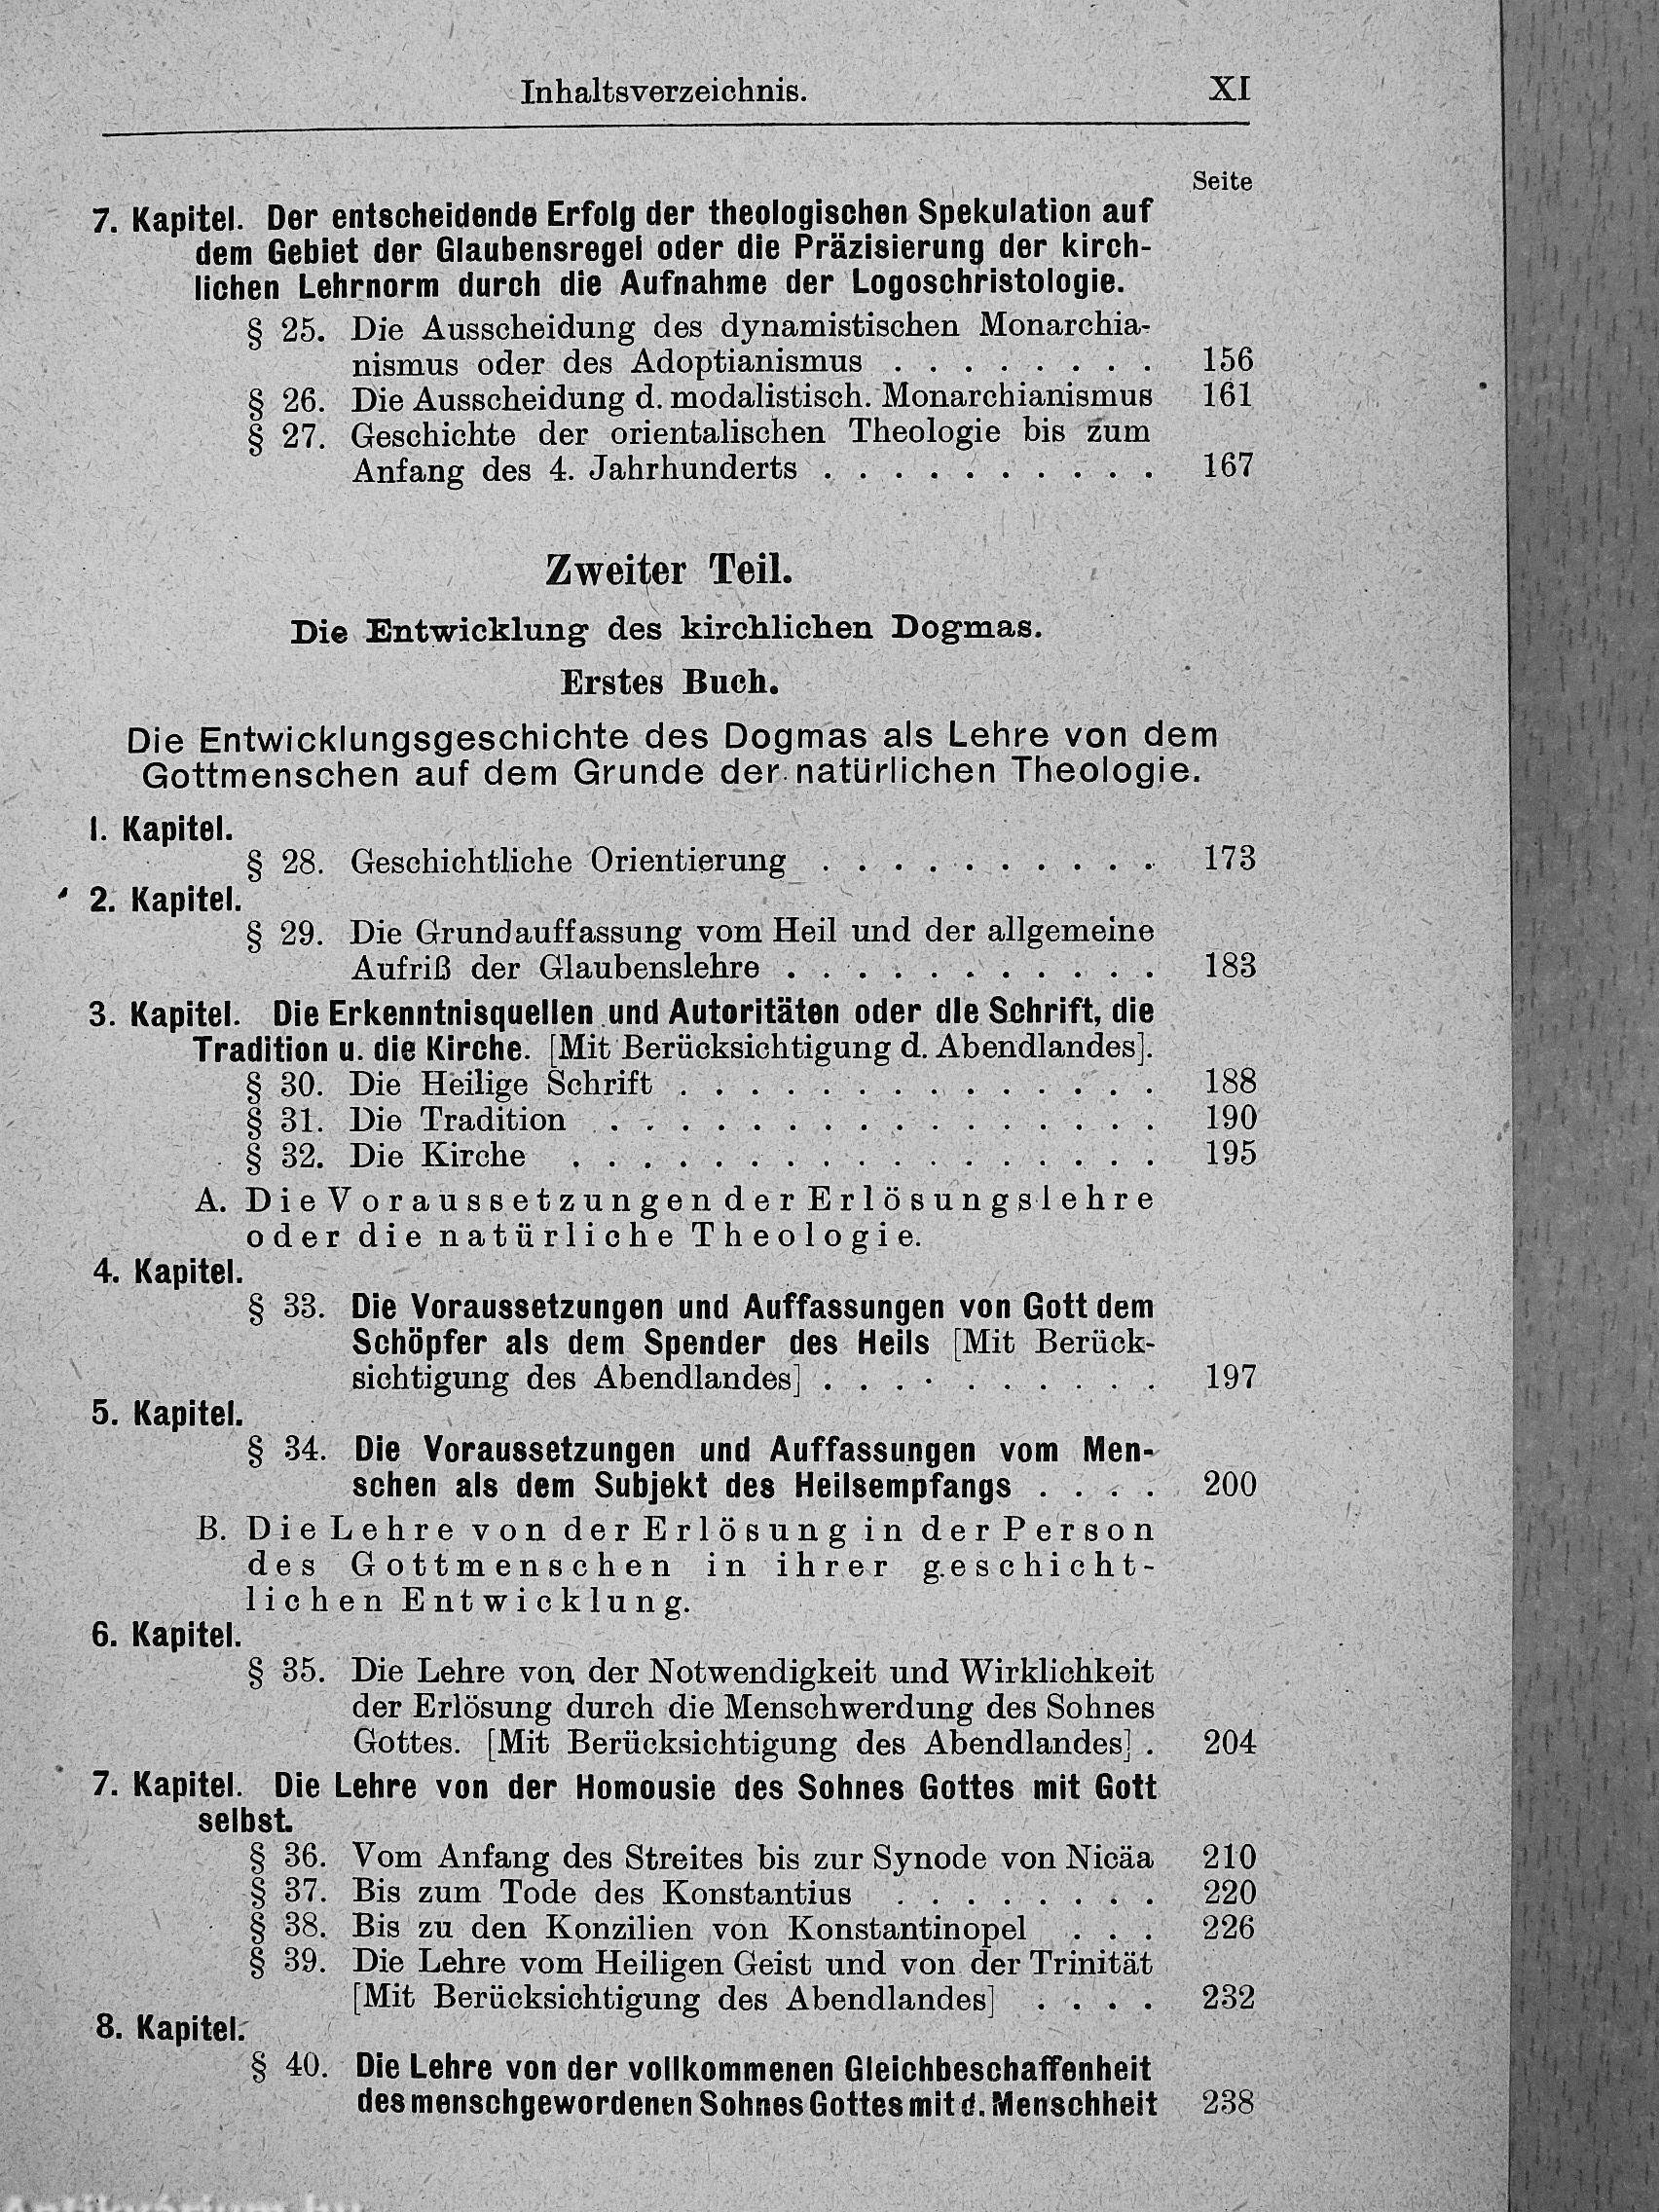 Inhaltsverzeichnis. XI
Seite
7. Kapitel. Der entscheidende Erfolg der theologischen Spekulation auf
dem Gebiet der Glaubensregel oder die Präzisierung der kirch-
lichen Lehrnorm durch die Aufnahme der Logoschristologie.
§ 25. Die Ausscheidung des dynamistischen Monarchia-
nismus oder des Adoptianismus . . . . . . . . 156
§ 26. Die Ausscheidung d. modalistisch. Monarchianismus 161
§ 27. Geschichte der orientalischen Theologie bis zum
Anfang des 4. Jahrhunderts . . . . . . . . . . 167
Zweiter Teil.
Die Entwicklung des kirchlichen Dogmas.
Erstes Buch.
Die Entwicklungsgeschichte des Dogmas als Lehre von dem
Gottmenschen auf dem Grunde der natürlichen Theologie.
1. Kapitel.
§ 28. Geschichtliche Orientierung . . . . . . . . . . 173
2. Kapitel.
§ 29. Die Grundauffassung vom Heil und der allgemeine
Aufriß der Glaubenslehre . . . . . . . . . . . 183
3. Kapitel. Die Erkenntnisquellen und Autoritäten oder die Schrift, die
Tradition u. die Kirche. [Mit Berücksichtigung d. Abendlandes].
§ 30. Die Heilige Schrift . . . . . . . . . . . . . . 188
§ 31. Die Tradition . . . . . . . . . . . . . . . . 190
§ 32. Die Kirche . . . . . . . . . . . . . . . . . 195
A. Die Voraussetzungen der Erlösungslehre
oder die natürliche Theologie.
4. Kapitel.
§ 33. Die Voraussetzungen und Auffassungen von Gott dem
Schöpfer als dem Spender des Heils [Mit Berück-
sichtigung des Abendlandes] . . . . . . . . . . 197
5. Kapitel.
§ 34. Die Voraussetzungen und Auffassungen vom Men-
schen als dem Subjekt des Heilsempfangs . . . . 200
B. Die Lehre von der Erlösung in der Person
des Gottmenschen in ihrer geschicht-
lichen Entwicklung.
6. Kapitel.
§ 35. Die Lehre von der Notwendigkeit und Wirklichkeit
der Erlösung durch die Menschwerdung des Sohnes
Gottes. [Mit Berücksichtigung des Abendlandes] . 204
7. Kapitel. Die Lehre von der Homousie des Sohnes Gottes mit Gott
selbst.
§ 36. Vom Anfang des Streites bis zur Synode von Nicäa 210
§ 37. Bis zum Tode des Konstantius . . . . . . . . 220
§ 38. Bis zu den Konzilien von Konstantinopel . . . 226
§ 39. Die Lehre vom Heiligen Geist und von der Trinität
[Mit Berücksichtigung des Abendlandes] . . . . 232
8. Kapitel.
§ 40. Die Lehre von der vollkommenen Gleichbeschaffenheit
des menschgewordenen Sohnes Gottes mit d. Menschheit 238